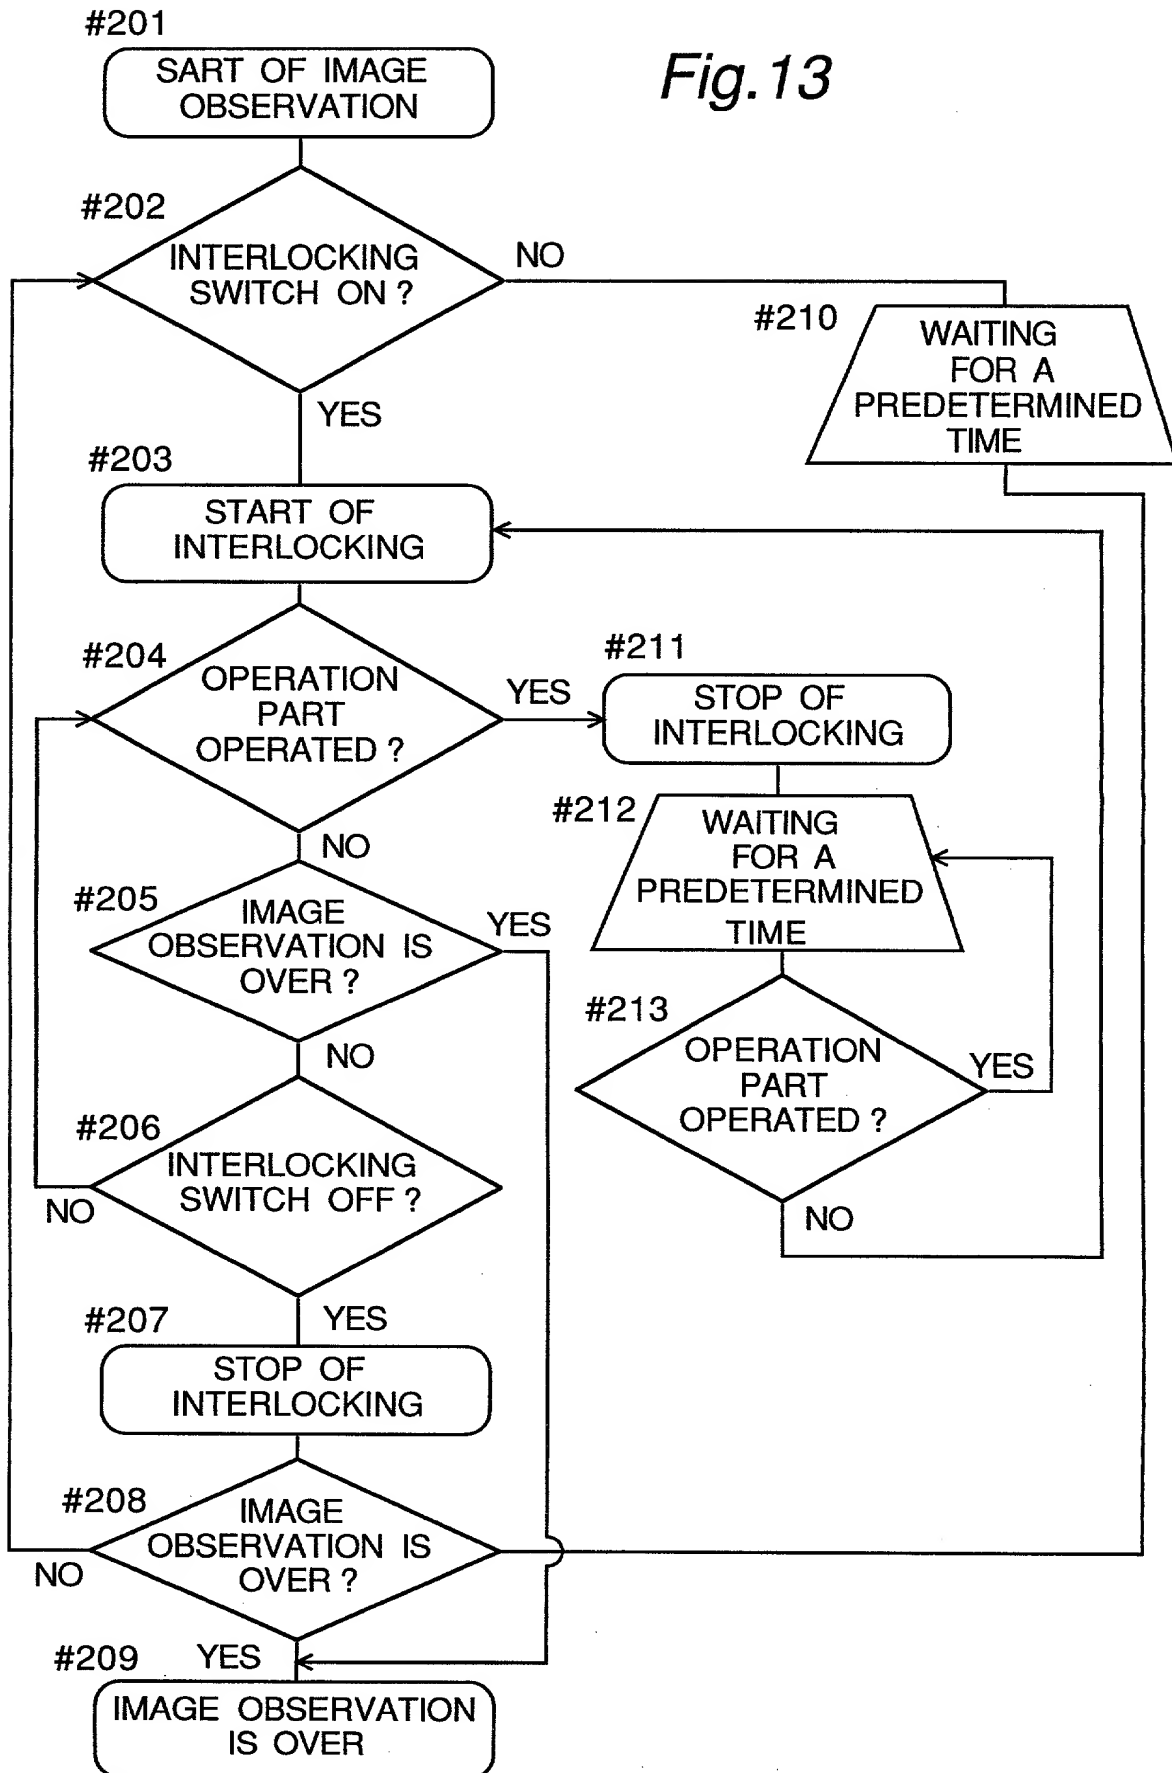 #201
SART OF IMAGE
OBSERVATION
Fig.13
#202
INTERLOCKING
SWITCH ON ?
NO
YES
#210
WAITING
FOR A
PREDETERMINED
TIME
#203
START OF
INTERLOCKING
#204
OPERATION
PART
OPERATED ?
YES
NO
#211
STOP OF
INTERLOCKING
#212
WAITING
FOR A
PREDETERMINED
TIME
#205
IMAGE
OBSERVATION IS
OVER ?
YES
NO
#213
OPERATION
PART
OPERATED ?
YES
NO
#206
INTERLOCKING
SWITCH OFF ?
NO
YES
#207
STOP OF
INTERLOCKING
#208
IMAGE
OBSERVATION IS
OVER ?
NO
YES
#209
IMAGE OBSERVATION
IS OVER